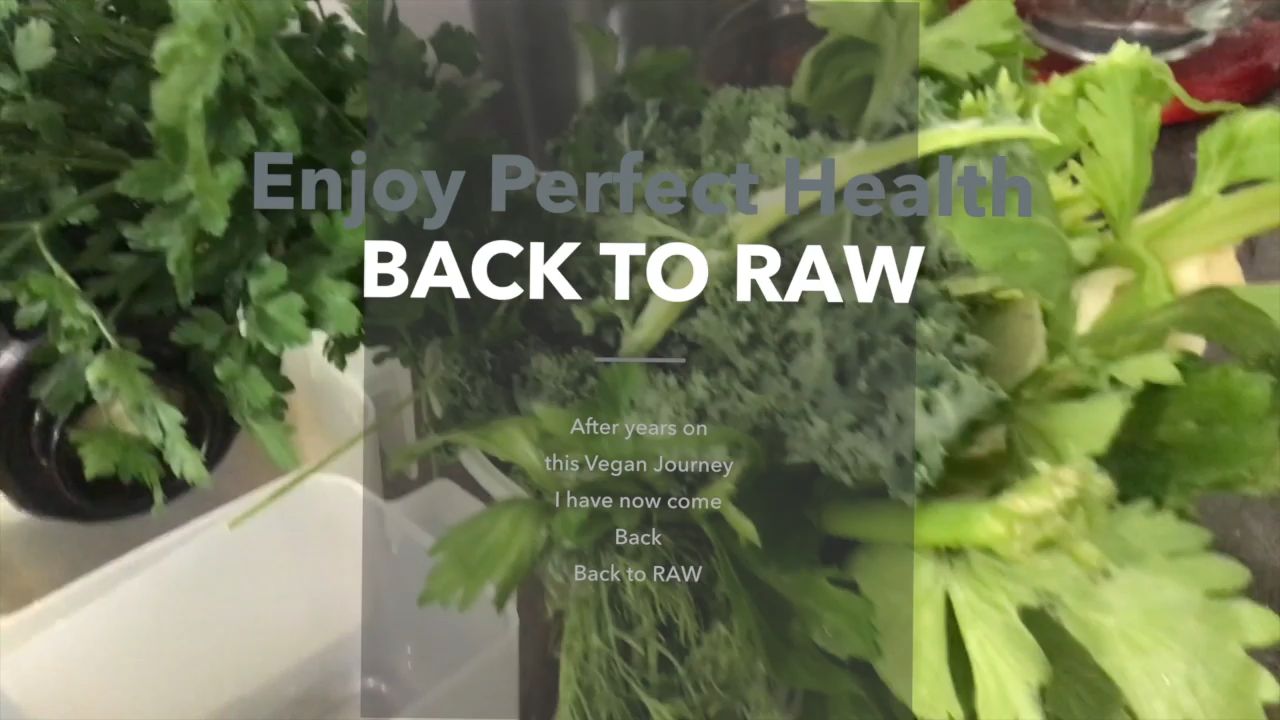 Enjoy Perfect Health
BACK TO RAW
After years on
this Vegan Journey
I have now come
Back
Back to RAW